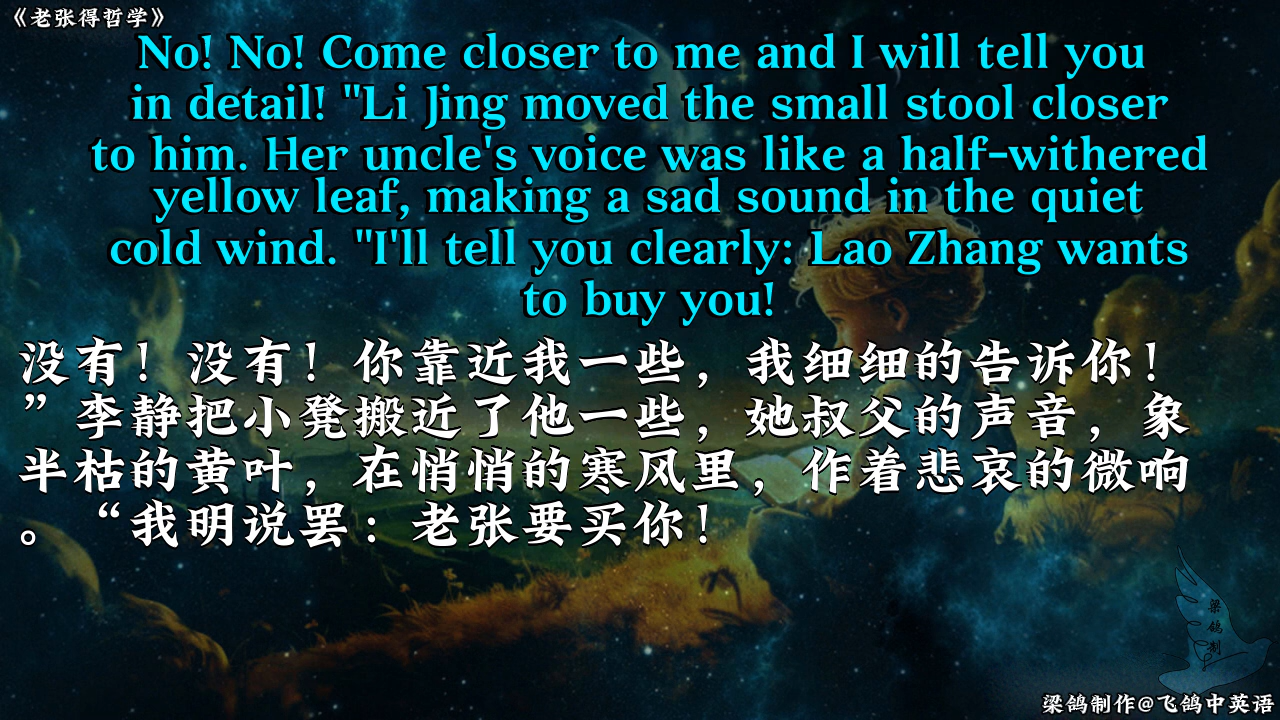 《老张得哲学》
No! No! Come closer to me and I will tell you
in detail! "Li Jing moved the small stool closer
to him. Her uncle's voice was like a half-withered
yellow leaf, making a sad sound in the quiet
cold wind. "I'll tell you clearly: Lao Zhang wants
to buy you!
没有！没有！你靠近我一些，我细细的告诉你！
”李静把小凳搬近了他一些，她叔父的声音，象
半枯的黄叶，在悄悄的寒风里，作着悲哀的微响
。“我明说罢：老张要买你！
梁鸽制
梁鸽制作@飞鸽中英语